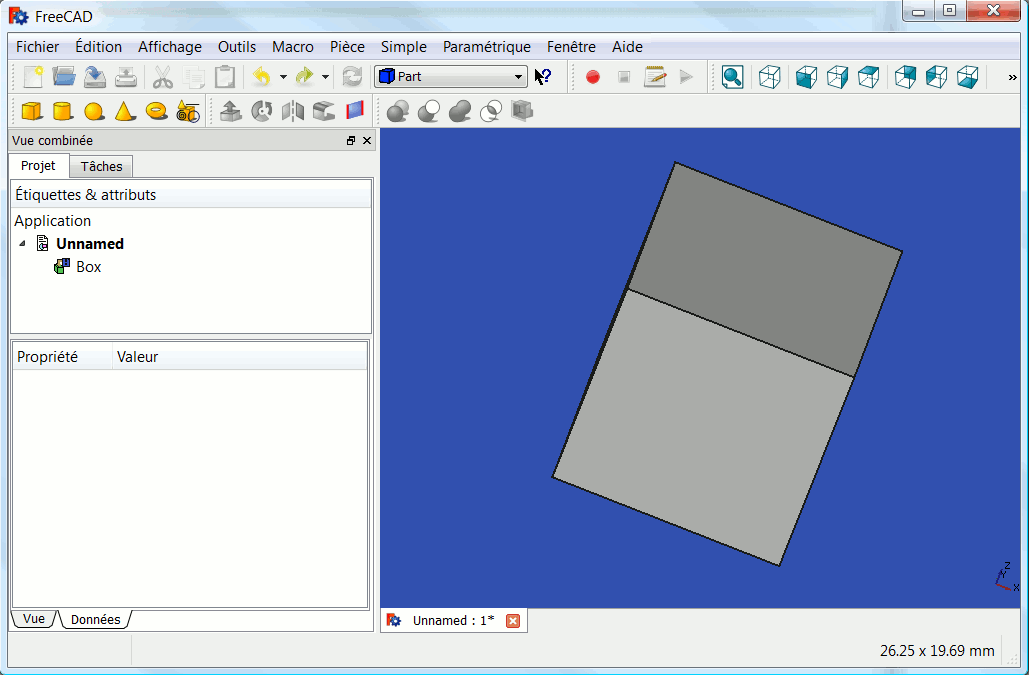 FreeCAD
Fichier Édition Affichage Outils Macro Pièce Simple Paramétrique Fenêtre Aide
Part
»
Vue combinée
Projet Tâches
Étiquettes & attributs
Application
Unnamed
Box
Propriété Valeur
Z
Y
X
Vue Données
Unnamed : 1*
26.25 x 19.69 mm